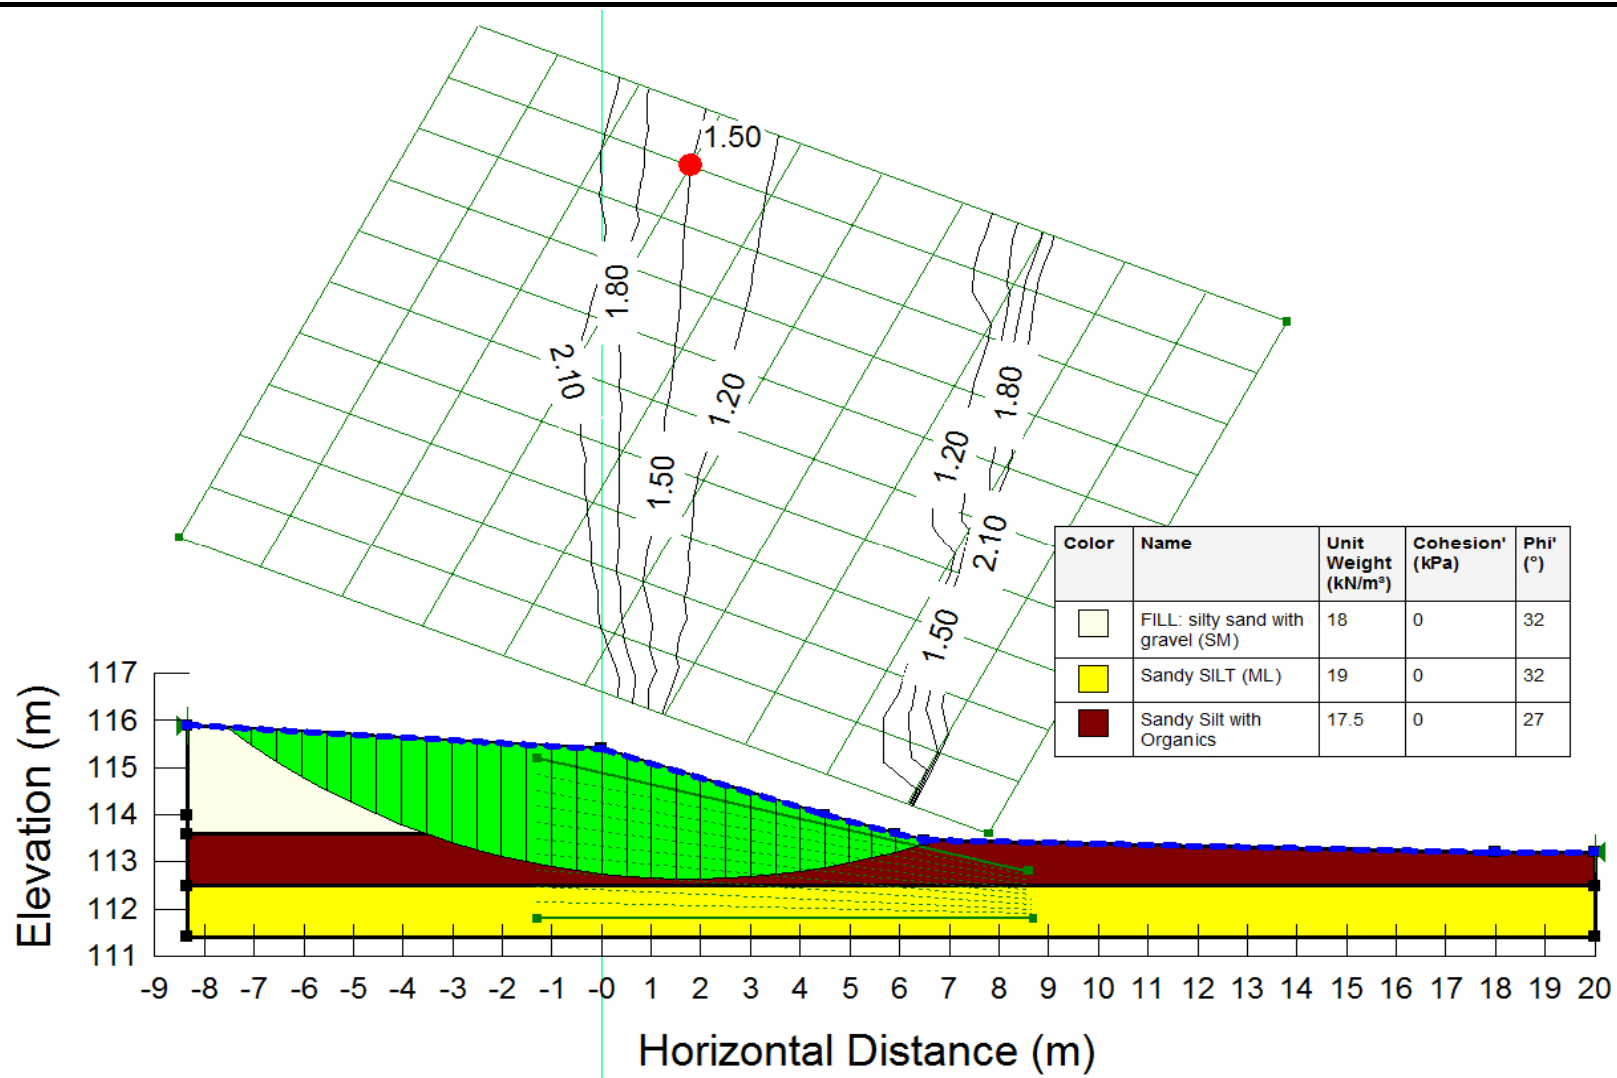 1.50
1.80
2.10
1.20
1.50
1.80
1.20
2.10
1.50
Color Name Unit Weight (kN/m³) Cohesion' (kPa) Phi' (°)
FILL: silty sand with gravel (SM) 18 0 32
Sandy SILT (ML) 19 0 32
Sandy Silt with Organics 17.5 0 27
Elevation (m)
117
116
115
114
113
112
111
-9 -8 -7 -6 -5 -4 -3 -2 -1 -0 1 2 3 4 5 6 7 8 9 10 11 12 13 14 15 16 17 18 19 20
Horizontal Distance (m)